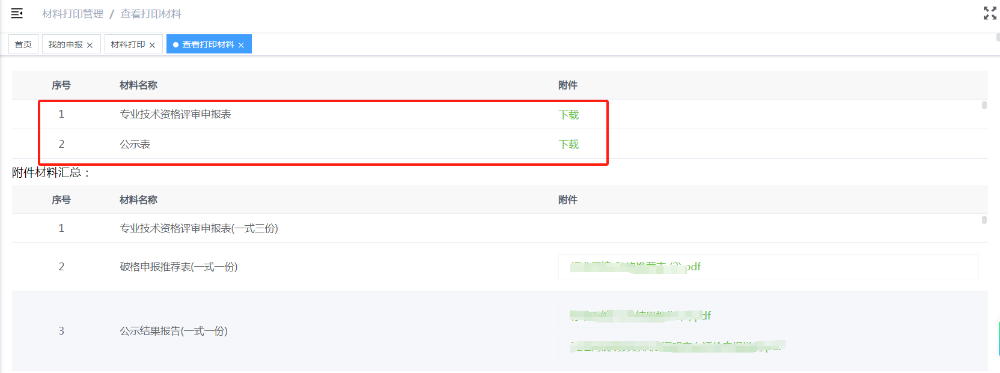 材料打印管理 / 查看打印材料
首页 我的申报 × 材料打印 × 查看打印材料 ×
序号 材料名称 附件
1 专业技术资格评审申报表 下载
2 公示表 下载
附件材料汇总：
序号 材料名称 附件
1 专业技术资格评审申报表(一式三份)
2 破格申报推荐表(一式一份) pdf
3 公示结果报告(一式一份)